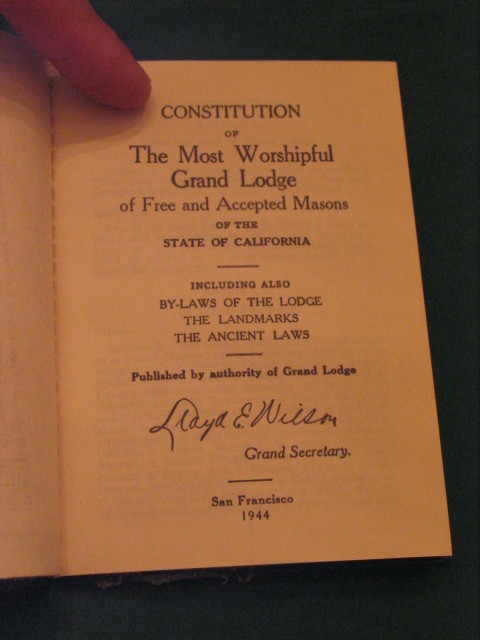 CONSTITUTION
OF
The Most Worshipful
Grand Lodge
of Free and Accepted Masons
OF THE
STATE OF CALIFORNIA
INCLUDING ALSO
BY-LAWS OF THE LODGE
THE LANDMARKS
THE ANCIENT LAWS
Published by authority of Grand Lodge
Lloyd E. Wilson
Grand Secretary.
San Francisco
1944